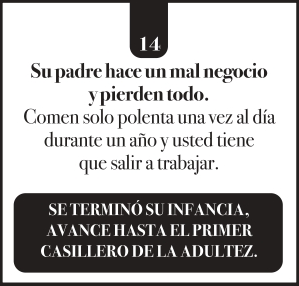 14
Su padre hace un mal negocio
y pierden todo.
Comen solo polenta una vez al día
durante un año y usted tiene
que salir a trabajar.
SE TERMINÓ SU INFANCIA,
AVANCE HASTA EL PRIMER
CASILLERO DE LA ADULTEZ.